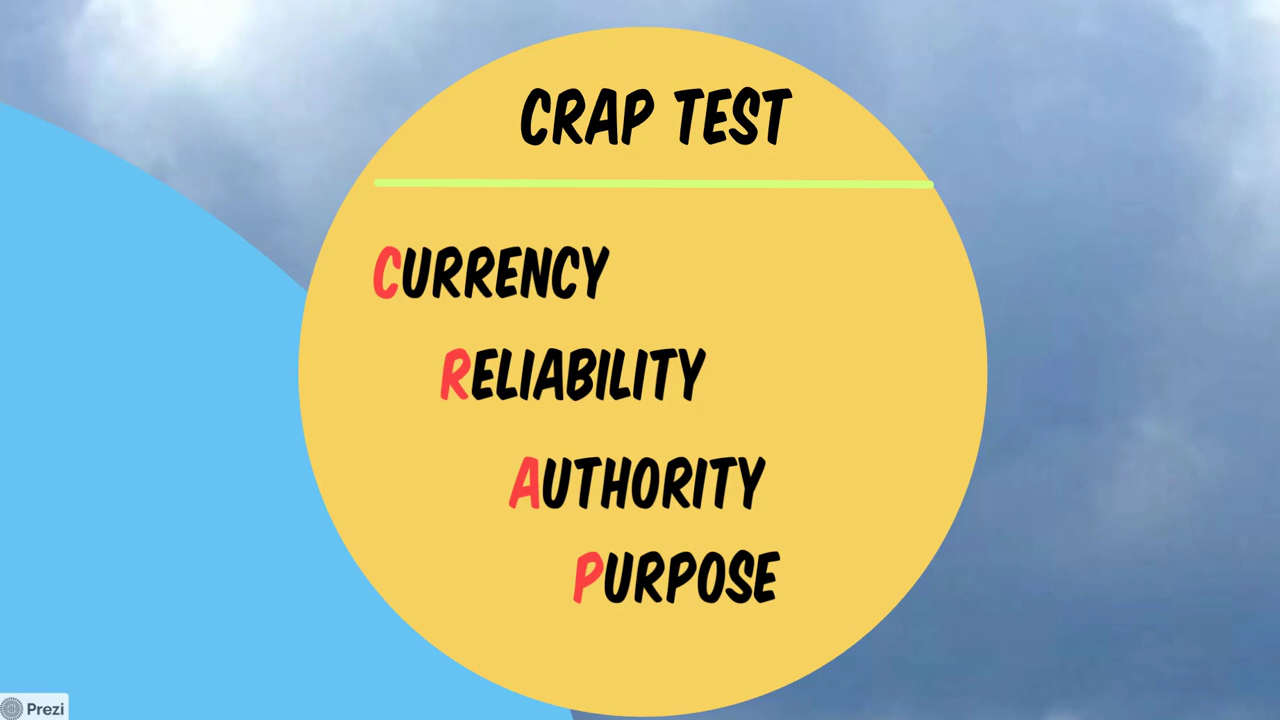 CRAP TEST
CURRENCY
RELIABILITY
AUTHORITY
PURPOSE
Prezi